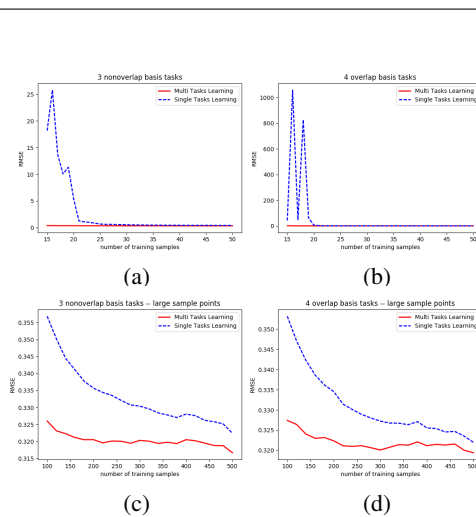 3 nonoverlap basis tasks
Multi Tasks Learning
Single Tasks Learning
RMSE
25
20
15
10
5
0
15 20 25 30 35 40 45 50
number of training samples
(a)
4 overlap basis tasks
Multi Tasks Learning
Single Tasks Learning
RMSE
1000
800
600
400
200
0
15 20 25 30 35 40 45 50
number of training samples
(b)
3 nonoverlap basis tasks -- large sample points
Multi Tasks Learning
Single Tasks Learning
RMSE
0.355
0.350
0.345
0.340
0.335
0.330
0.325
0.320
0.315
100 150 200 250 300 350 400 450 500
number of training samples
(c)
4 overlap basis tasks -- large sample points
Multi Tasks Learning
Single Tasks Learning
RMSE
0.350
0.345
0.340
0.335
0.330
0.325
0.320
100 150 200 250 300 350 400 450 500
number of training samples
(d)